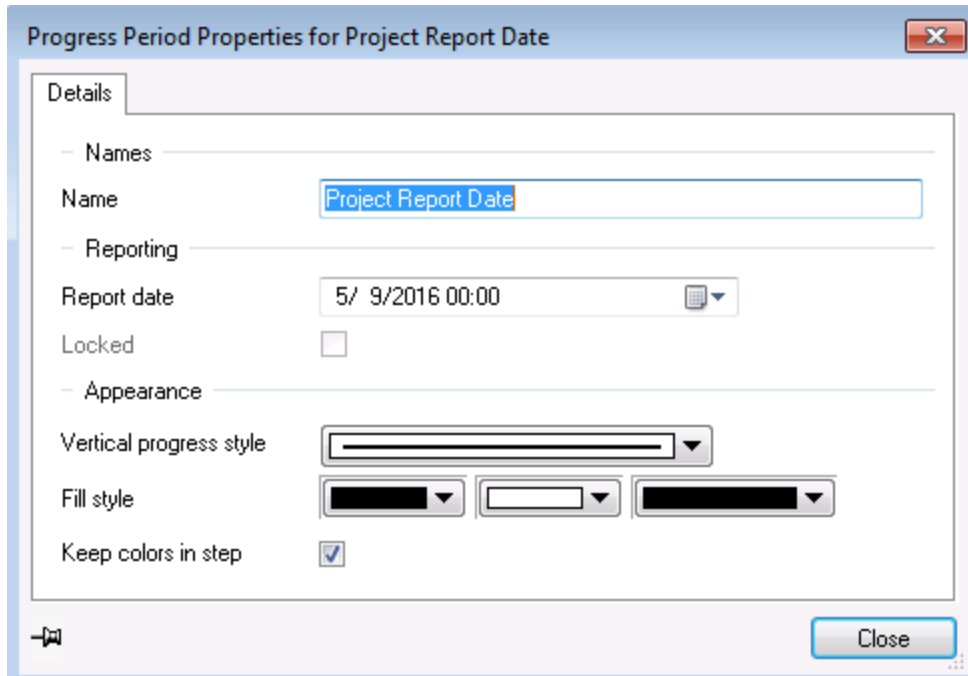 Progress Period Properties for Project Report Date
Details
Names
Name Project Report Date
Reporting
Report date 5/ 9/2016 00:00
Locked
Appearance
Vertical progress style
Fill style
Keep colors in step
Close